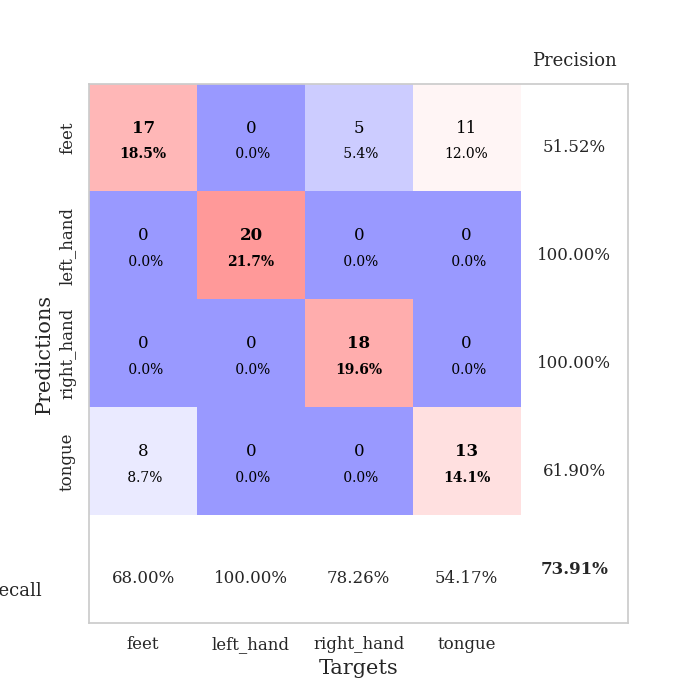 Precision
feet
17 0 5 11
18.5% 0.0% 5.4% 12.0%
51.52%
left_hand
0 20 0 0
0.0% 21.7% 0.0% 0.0%
100.00%
Predictions
right_hand
0 0 18 0
0.0% 0.0% 19.6% 0.0%
100.00%
tongue
8 0 0 13
8.7% 0.0% 0.0% 14.1%
61.90%
ecall
68.00% 100.00% 78.26% 54.17% 73.91%
feet left_hand right_hand tongue
Targets